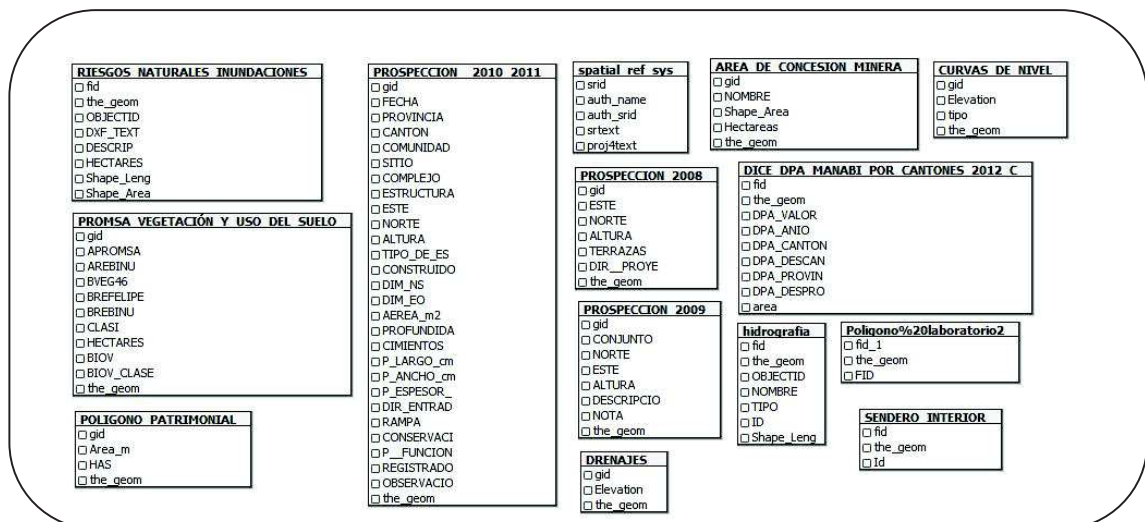 RIESGOS NATURALES INUNDACIONES
fid
the_geom
OBJECTID
DXF_TEXT
DESCRIP
HECTARES
Shape_Leng
Shape_Area
PROMSA VEGETACIÓN Y USO DEL SUELO
gid
APROMSA
AREBINU
BVEG46
BREFELIPE
BREBINU
CLASI
HECTARES
BIOV
BIOV_CLASE
the_geom
POLIGONO PATRIMONIAL
gid
Area_m
HAS
the_geom
PROSPECCION 2010 2011
gid
FECHA
PROVINCIA
CANTON
COMUNIDAD
SITIO
COMPLEJO
ESTRUCTURA
ESTE
NORTE
ALTURA
TIPO_DE_ES
CONSTRUIDO
DIM_NS
DIM_EO
AEREA_m2
PROFUNDIDA
CIMIENTOS
P_LARGO_cm
P_ANCHO_cm
P_ESPESOR_
DIR_ENTRAD
RAMPA
CONSERVACI
P__FUNCION
REGISTRADO
OBSERVACIO
the_geom
spatial ref sys
srid
auth_name
auth_srid
srtext
proj4text
PROSPECCION 2008
gid
ESTE
NORTE
ALTURA
TERRAZAS
DIR__PROYE
the_geom
PROSPECCION 2009
gid
CONJUNTO
NORTE
ESTE
ALTURA
DESCRIPCIO
NOTA
the_geom
DRENAJES
gid
Elevation
the_geom
AREA DE CONCESION MINERA
gid
NOMBRE
Shape_Area
Hectareas
the_geom
CURVAS DE NIVEL
gid
Elevation
tipo
the_geom
DICE DPA MANABI POR CANTONES 2012 C
fid
the_geom
DPA_VALOR
DPA_ANIO
DPA_CANTON
DPA_DESCAN
DPA_PROVIN
DPA_DESPRO
area
hidrografia
fid
the_geom
OBJECTID
NOMBRE
TIPO
ID
Shape_Leng
Poligono%20laboratorio2
fid_1
the_geom
FID
SENDERO INTERIOR
fid
the_geom
Id